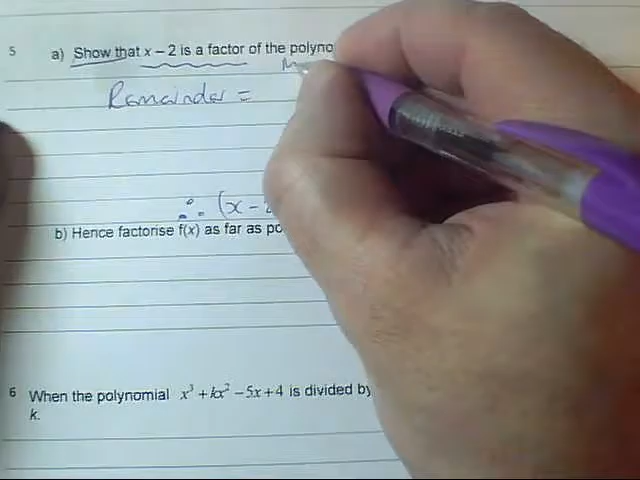 5 a) Show that x – 2 is a factor of the polyno
Remainder =
∴ (x –
b) Hence factorise f(x) as far as po
6 When the polynomial x³ + kx² – 5x + 4 is divided by
k.